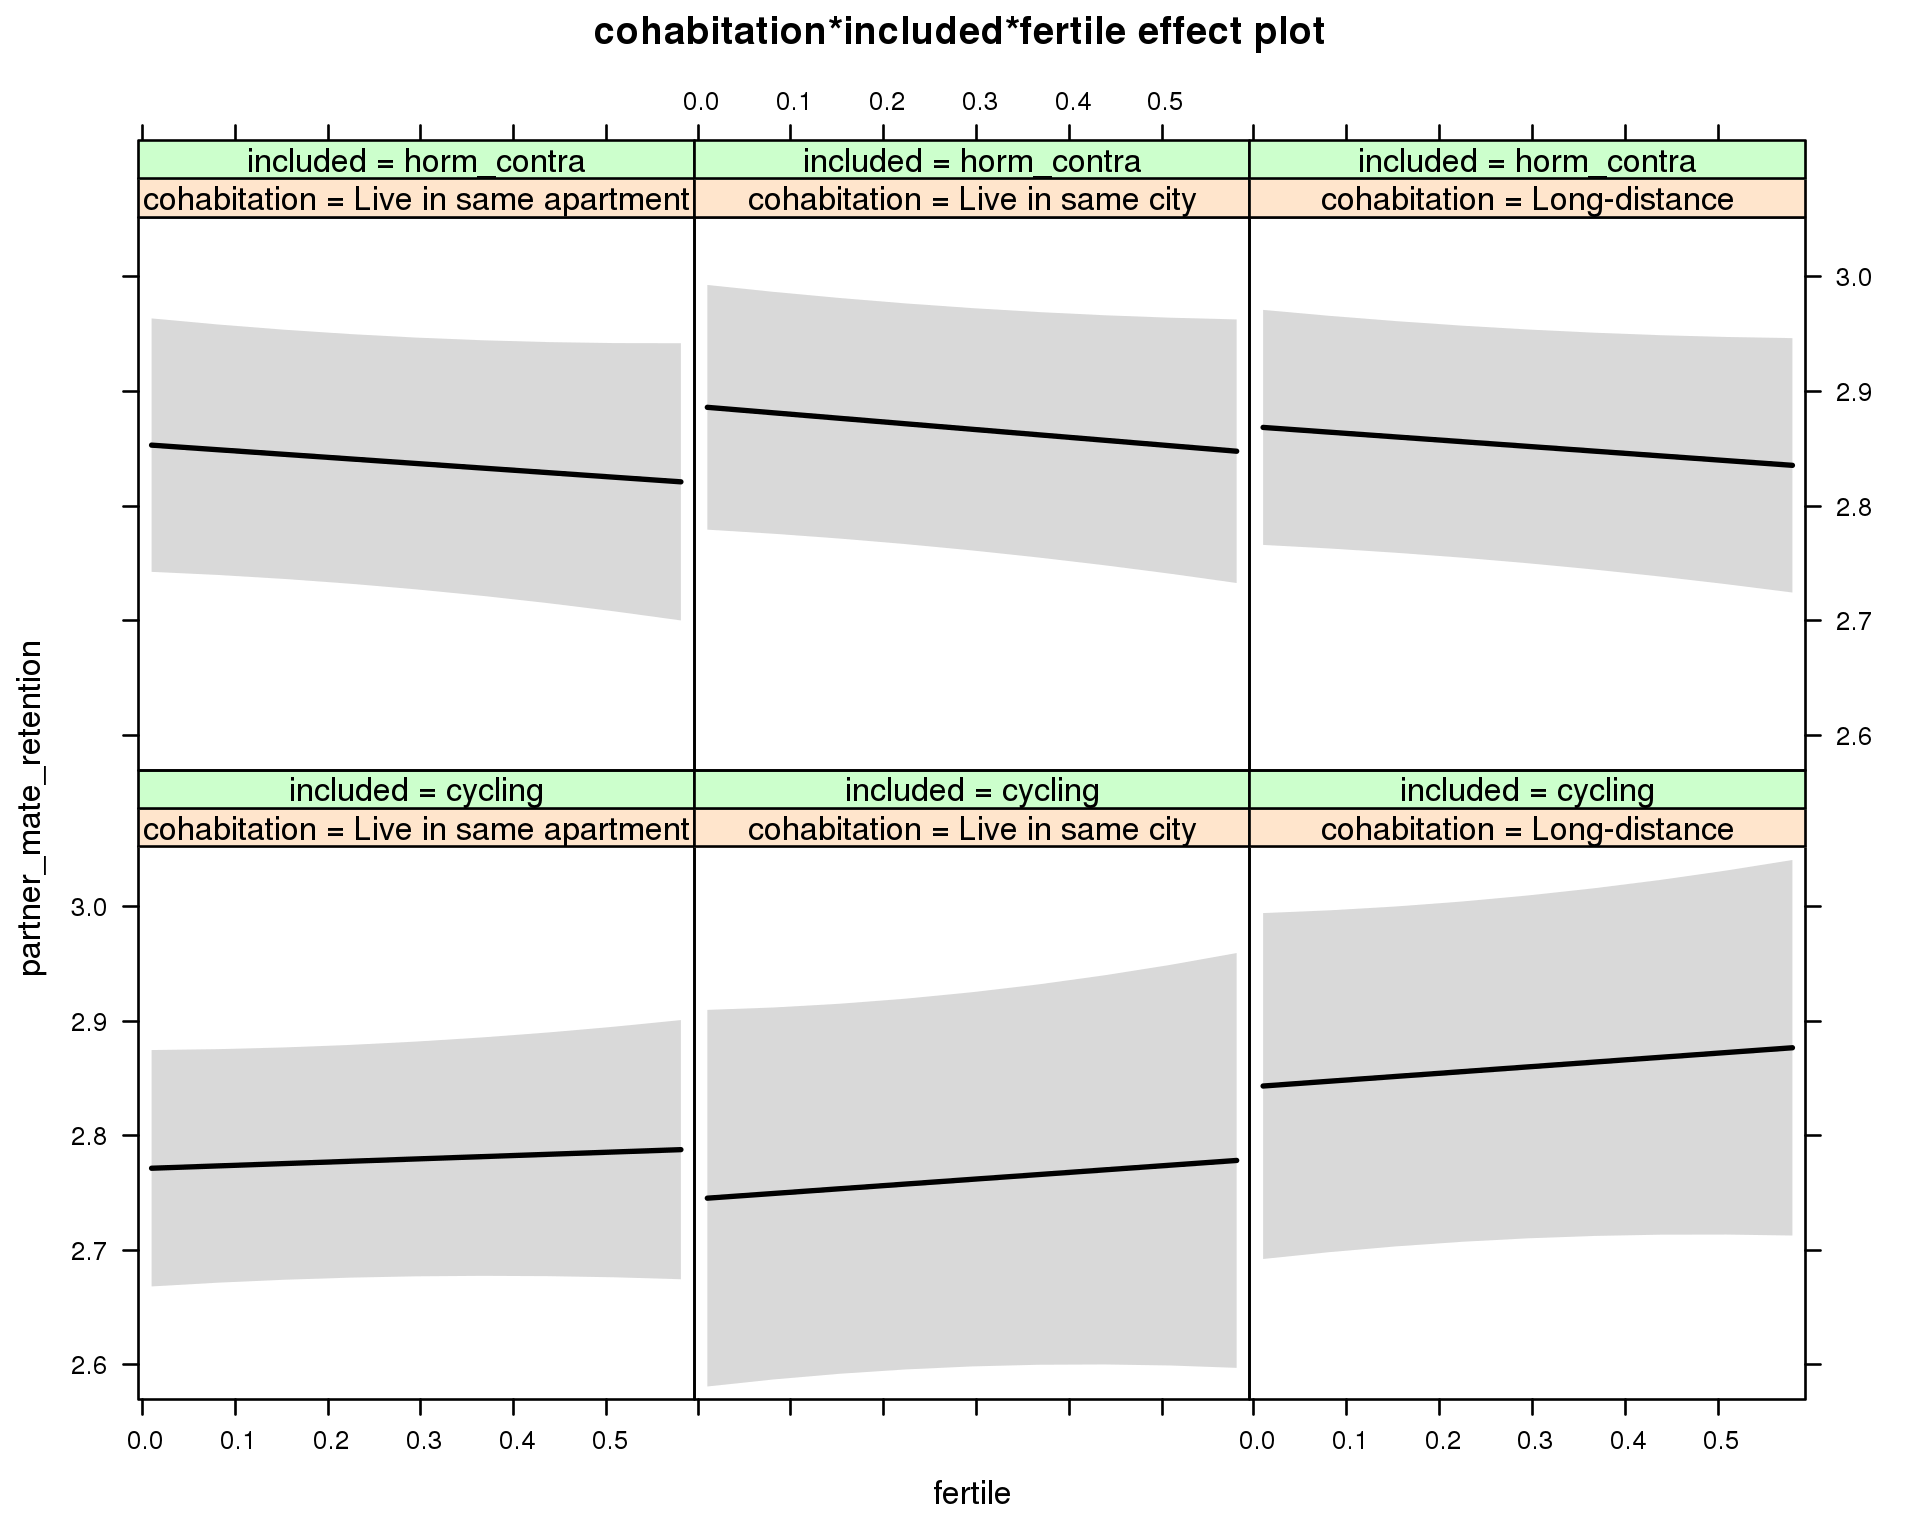 cohabitation*included*fertile effect plot
0.0 0.1 0.2 0.3 0.4 0.5
included = horm_contra included = horm_contra included = horm_contra
cohabitation = Live in same apartment cohabitation = Live in same city cohabitation = Long-distance
3.0
2.9
2.8
2.7
2.6
partner_mate_retention
included = cycling included = cycling included = cycling
cohabitation = Live in same apartment cohabitation = Live in same city cohabitation = Long-distance
3.0
2.9
2.8
2.7
2.6
0.0 0.1 0.2 0.3 0.4 0.5 0.0 0.1 0.2 0.3 0.4 0.5
fertile